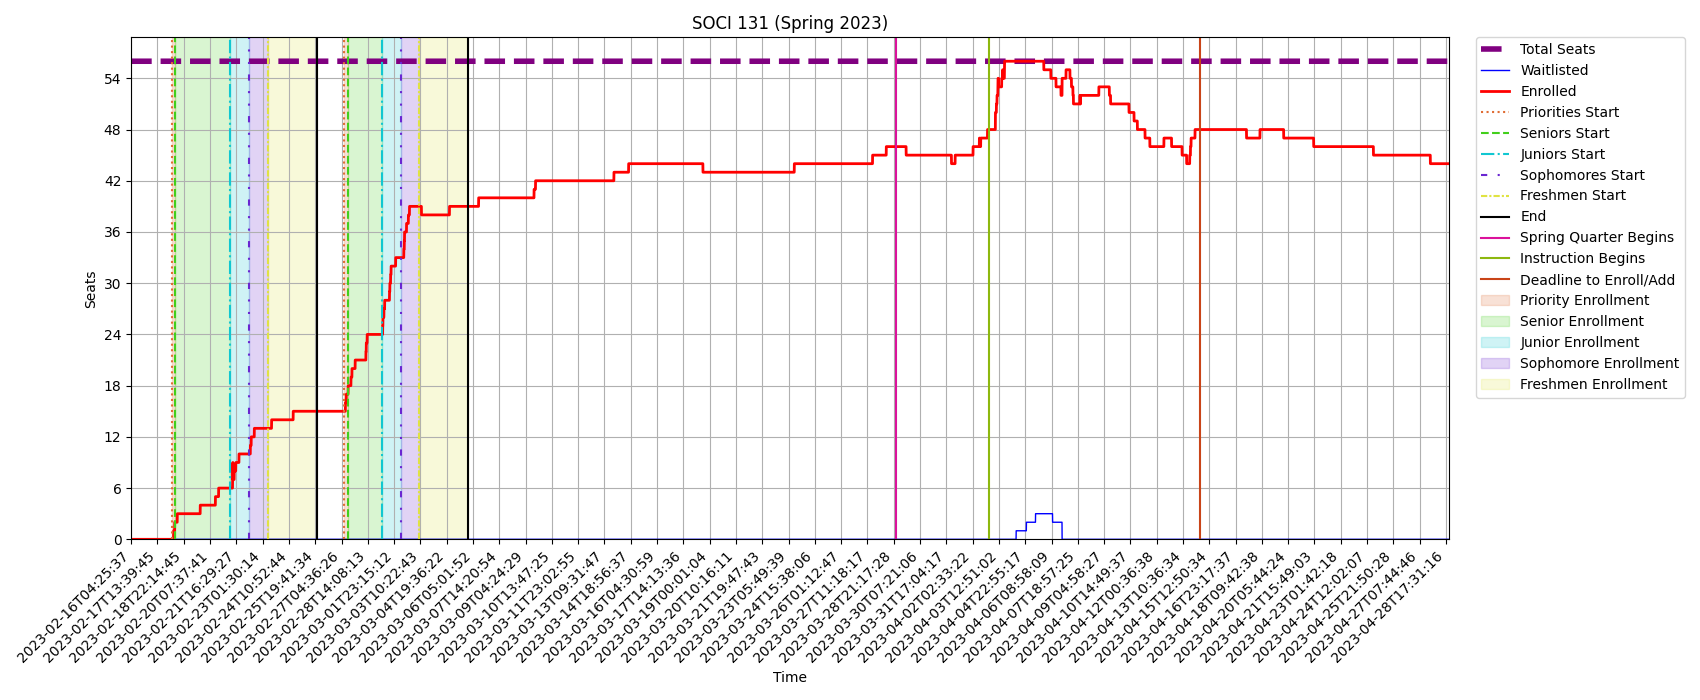 SOCI 131 (Spring 2023)
Seats
54
48
42
36
30
24
18
12
6
0
2023-02-16T04:25:37
2023-02-17T13:39:45
2023-02-18T22:14:45
2023-02-20T07:37:41
2023-02-21T16:29:27
2023-02-23T01:30:14
2023-02-24T10:52:44
2023-02-25T19:41:34
2023-02-27T04:36:26
2023-02-28T14:08:13
2023-03-01T23:15:12
2023-03-03T10:22:43
2023-03-04T19:36:22
2023-03-06T05:01:52
2023-03-07T14:20:54
2023-03-09T04:24:29
2023-03-10T13:47:25
2023-03-11T23:02:55
2023-03-13T09:31:47
2023-03-14T18:56:37
2023-03-16T04:30:59
2023-03-17T14:13:36
2023-03-19T00:01:04
2023-03-20T10:16:11
2023-03-21T19:47:43
2023-03-23T05:49:39
2023-03-24T15:38:06
2023-03-26T01:12:47
2023-03-27T11:18:17
2023-03-28T21:17:28
2023-03-30T07:21:06
2023-03-31T17:04:17
2023-04-02T02:33:22
2023-04-03T12:51:02
2023-04-04T22:55:17
2023-04-06T08:58:09
2023-04-07T18:57:25
2023-04-09T04:58:27
2023-04-10T14:49:37
2023-04-12T00:36:38
2023-04-13T10:36:34
2023-04-15T12:50:34
2023-04-16T23:17:37
2023-04-18T09:42:38
2023-04-20T05:44:24
2023-04-21T15:49:03
2023-04-23T01:42:18
2023-04-24T12:02:07
2023-04-25T21:50:28
2023-04-27T07:44:46
2023-04-28T17:31:16
Time
Total Seats
Waitlisted
Enrolled
Priorities Start
Seniors Start
Juniors Start
Sophomores Start
Freshmen Start
End
Spring Quarter Begins
Instruction Begins
Deadline to Enroll/Add
Priority Enrollment
Senior Enrollment
Junior Enrollment
Sophomore Enrollment
Freshmen Enrollment